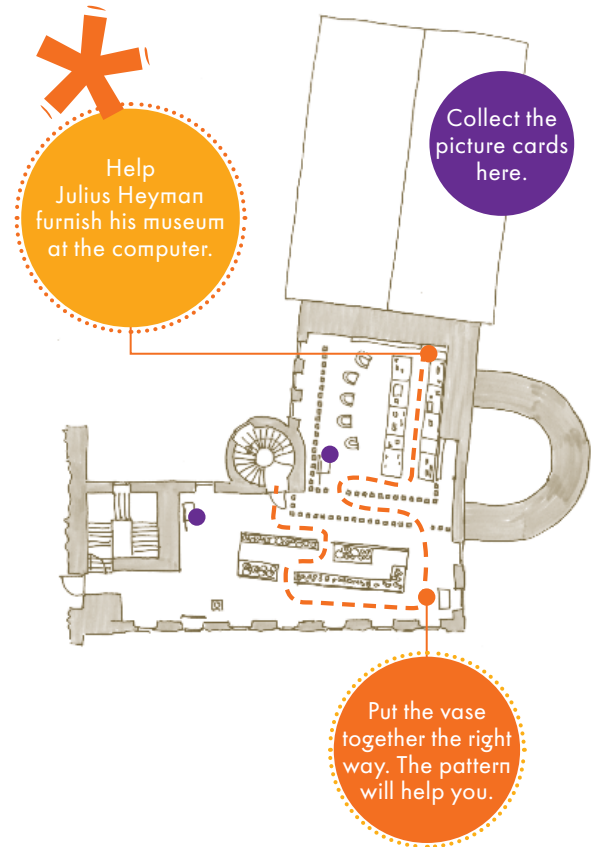 Collect the
picture cards
here.
Help
Julius Heyman
furnish his museum
at the computer.
Put the vase
together the right
way. The pattern
will help you.